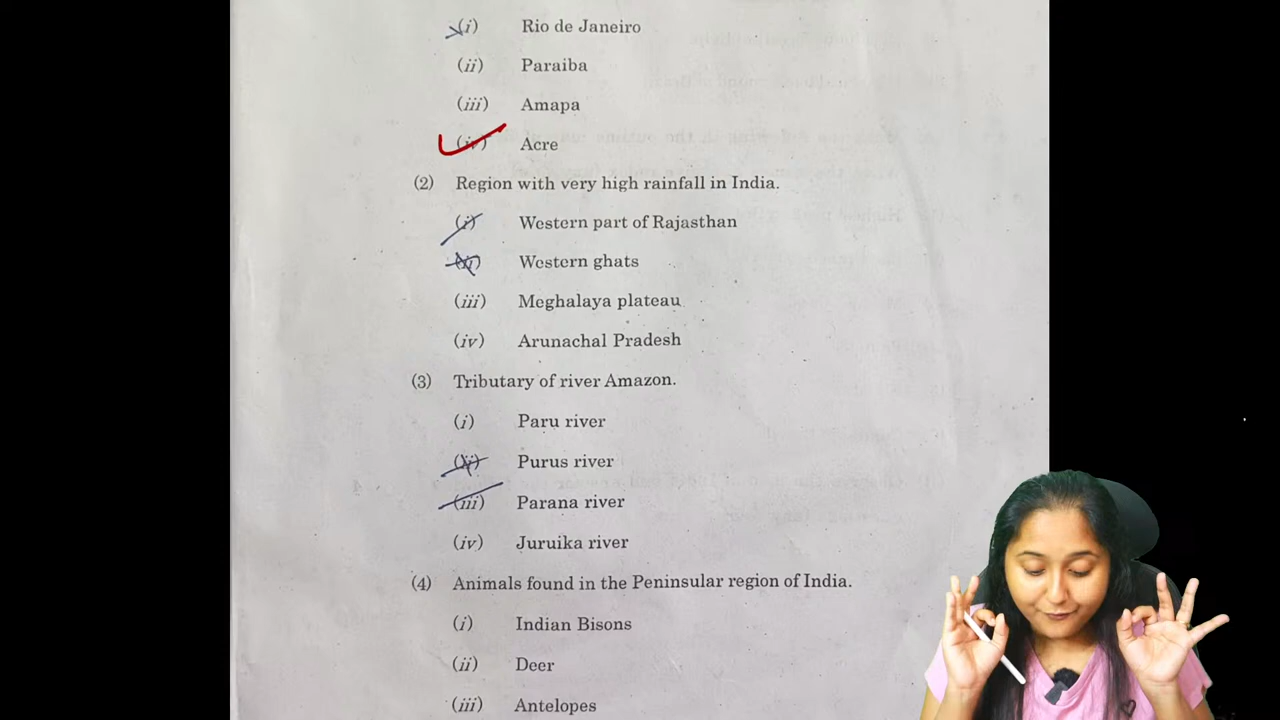 (i) Rio de Janeiro
(ii) Paraiba
(iii) Amapa
(iv) Acre
(2) Region with very high rainfall in India.
(i) Western part of Rajasthan
(ii) Western ghats
(iii) Meghalaya plateau
(iv) Arunachal Pradesh
(3) Tributary of river Amazon.
(i) Paru river
(ii) Purus river
(iii) Parana river
(iv) Juruika river
(4) Animals found in the Peninsular region of India.
(i) Indian Bisons
(ii) Deer
(iii) Antelopes